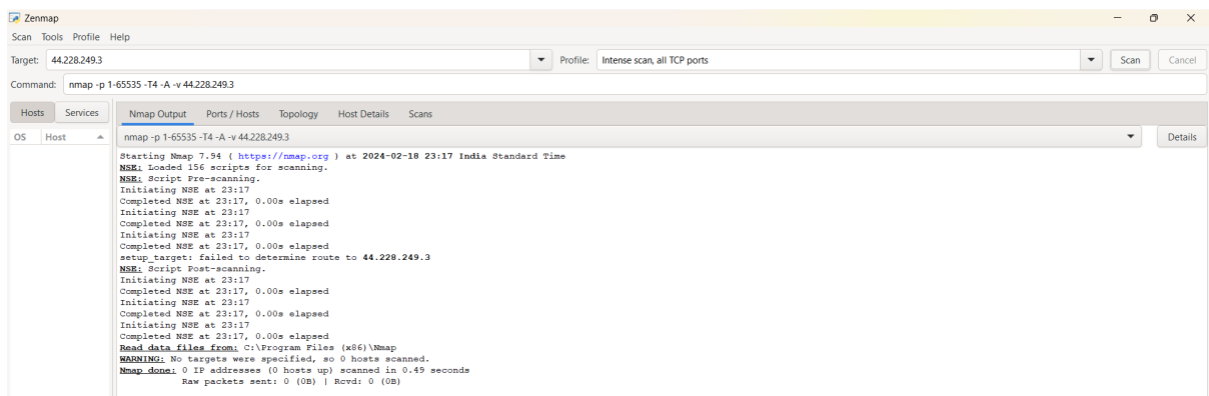 Zenmap
Scan Tools Profile Help
Target: 44.228.249.3 Profile: Intense scan, all TCP ports Scan Cancel
Command: nmap -p 1-65535 -T4 -A -v 44.228.249.3
Hosts Services Nmap Output Ports / Hosts Topology Host Details Scans
OS Host nmap -p 1-65535 -T4 -A -v 44.228.249.3 Details
Starting Nmap 7.94 ( https://nmap.org ) at 2024-02-18 23:17 India Standard Time
NSE: Loaded 156 scripts for scanning.
NSE: Script Pre-scanning.
Initiating NSE at 23:17
Completed NSE at 23:17, 0.00s elapsed
Initiating NSE at 23:17
Completed NSE at 23:17, 0.00s elapsed
Initiating NSE at 23:17
Completed NSE at 23:17, 0.00s elapsed
setup_target: failed to determine route to 44.228.249.3
NSE: Script Post-scanning.
Initiating NSE at 23:17
Completed NSE at 23:17, 0.00s elapsed
Initiating NSE at 23:17
Completed NSE at 23:17, 0.00s elapsed
Initiating NSE at 23:17
Completed NSE at 23:17, 0.00s elapsed
Read data files from: C:\Program Files (x86)\Nmap
WARNING: No targets were specified, so 0 hosts scanned.
Nmap done: 0 IP addresses (0 hosts up) scanned in 0.49 seconds
Raw packets sent: 0 (0B) | Rcvd: 0 (0B)